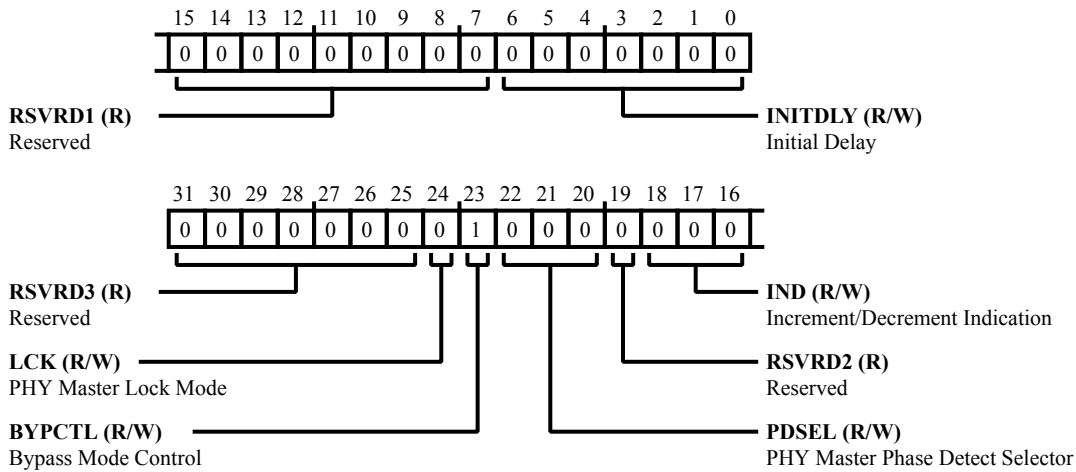 15 14 13 12 11 10 9 8 7 6 5 4 3 2 1 0
0 0 0 0 0 0 0 0 0 0 0 0 0 0 0 0
RSVRD1 (R)
Reserved
INITDLY (R/W)
Initial Delay
31 30 29 28 27 26 25 24 23 22 21 20 19 18 17 16
0 0 0 0 0 0 0 0 1 0 0 0 0 0 0 0
RSVRD3 (R)
Reserved
LCK (R/W)
PHY Master Lock Mode
BYPCTL (R/W)
Bypass Mode Control
IND (R/W)
Increment/Decrement Indication
RSVRD2 (R)
Reserved
PDSEL (R/W)
PHY Master Phase Detect Selector